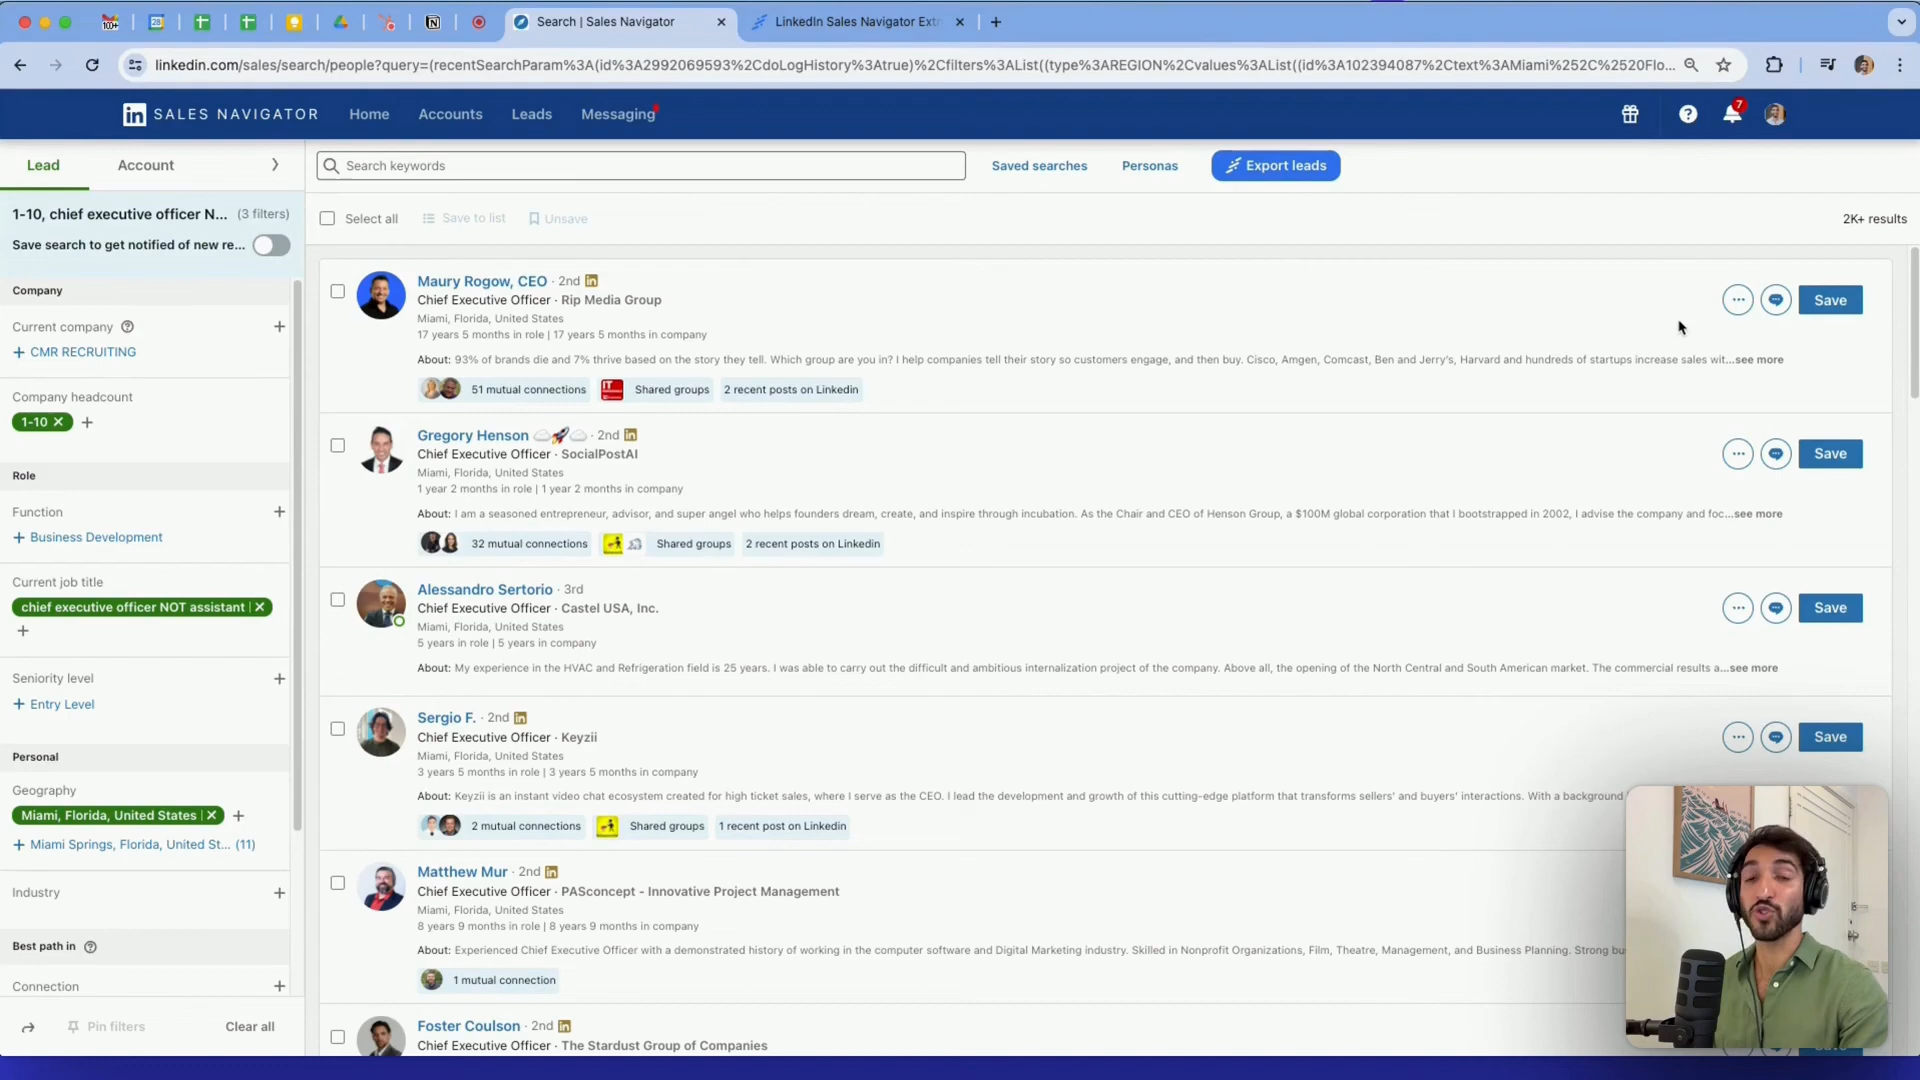 100+
28
Search | Sales Navigator
LinkedIn Sales Navigator Extr
linkedin.com/sales/search/people?query=(recentSearchParam%3A(id%3A2992069593%2CdoLogHistory%3Atrue)%2Cfilters%3AList((type%3AREGION%2Cvalues%3AList((id%3A102394087%2Ctext%3AMiami%252C%2520Flo...
in SALES NAVIGATOR
Home
Accounts
Leads
Messaging
7
Lead
Account
Search keywords
Saved searches
Personas
Export leads
1-10, chief executive officer N... (3 filters)
Save search to get notified of new re...
Select all
Save to list
Unsave
2K+ results
Company
Current company
+ CMR RECRUITING
Company headcount
1-10
Role
Function
+ Business Development
Current job title
chief executive officer NOT assistant
Seniority level
+ Entry Level
Personal
Geography
Miami, Florida, United States
+ Miami Springs, Florida, United St... (11)
Industry
Best path in
Connection
Pin filters
Clear all
Maury Rogow, CEO · 2nd
Chief Executive Officer · Rip Media Group
Miami, Florida, United States
17 years 5 months in role | 17 years 5 months in company
About: 93% of brands die and 7% thrive based on the story they tell. Which group are you in? I help companies tell their story so customers engage, and then buy. Cisco, Amgen, Comcast, Ben and Jerry's, Harvard and hundreds of startups increase sales wit...see more
51 mutual connections
Shared groups
2 recent posts on Linkedin
Save
Gregory Henson · 2nd
Chief Executive Officer · SocialPostAI
Miami, Florida, United States
1 year 2 months in role | 1 year 2 months in company
About: I am a seasoned entrepreneur, advisor, and super angel who helps founders dream, create, and inspire through incubation. As the Chair and CEO of Henson Group, a $100M global corporation that I bootstrapped in 2002, I advise the company and foc...see more
32 mutual connections
Shared groups
2 recent posts on Linkedin
Save
Alessandro Sertorio · 3rd
Chief Executive Officer · Castel USA, Inc.
Miami, Florida, United States
5 years in role | 5 years in company
About: My experience in the HVAC and Refrigeration field is 25 years. I was able to carry out the difficult and ambitious internalization project of the company. Above all, the opening of the North Central and South American market. The commercial results a...see more
Save
Sergio F. · 2nd
Chief Executive Officer · Keyzii
Miami, Florida, United States
3 years 5 months in role | 3 years 5 months in company
About: Keyzii is an instant video chat ecosystem created for high ticket sales, where I serve as the CEO. I lead the development and growth of this cutting-edge platform that transforms sellers' and buyers' interactions. With a background
2 mutual connections
Shared groups
1 recent post on Linkedin
Save
Matthew Mur · 2nd
Chief Executive Officer · PASconcept - Innovative Project Management
Miami, Florida, United States
8 years 9 months in role | 8 years 9 months in company
About: Experienced Chief Executive Officer with a demonstrated history of working in the computer software and Digital Marketing industry. Skilled in Nonprofit Organizations, Film, Theatre, Management, and Business Planning. Strong bu
1 mutual connection
Foster Coulson · 2nd
Chief Executive Officer · The Stardust Group of Companies